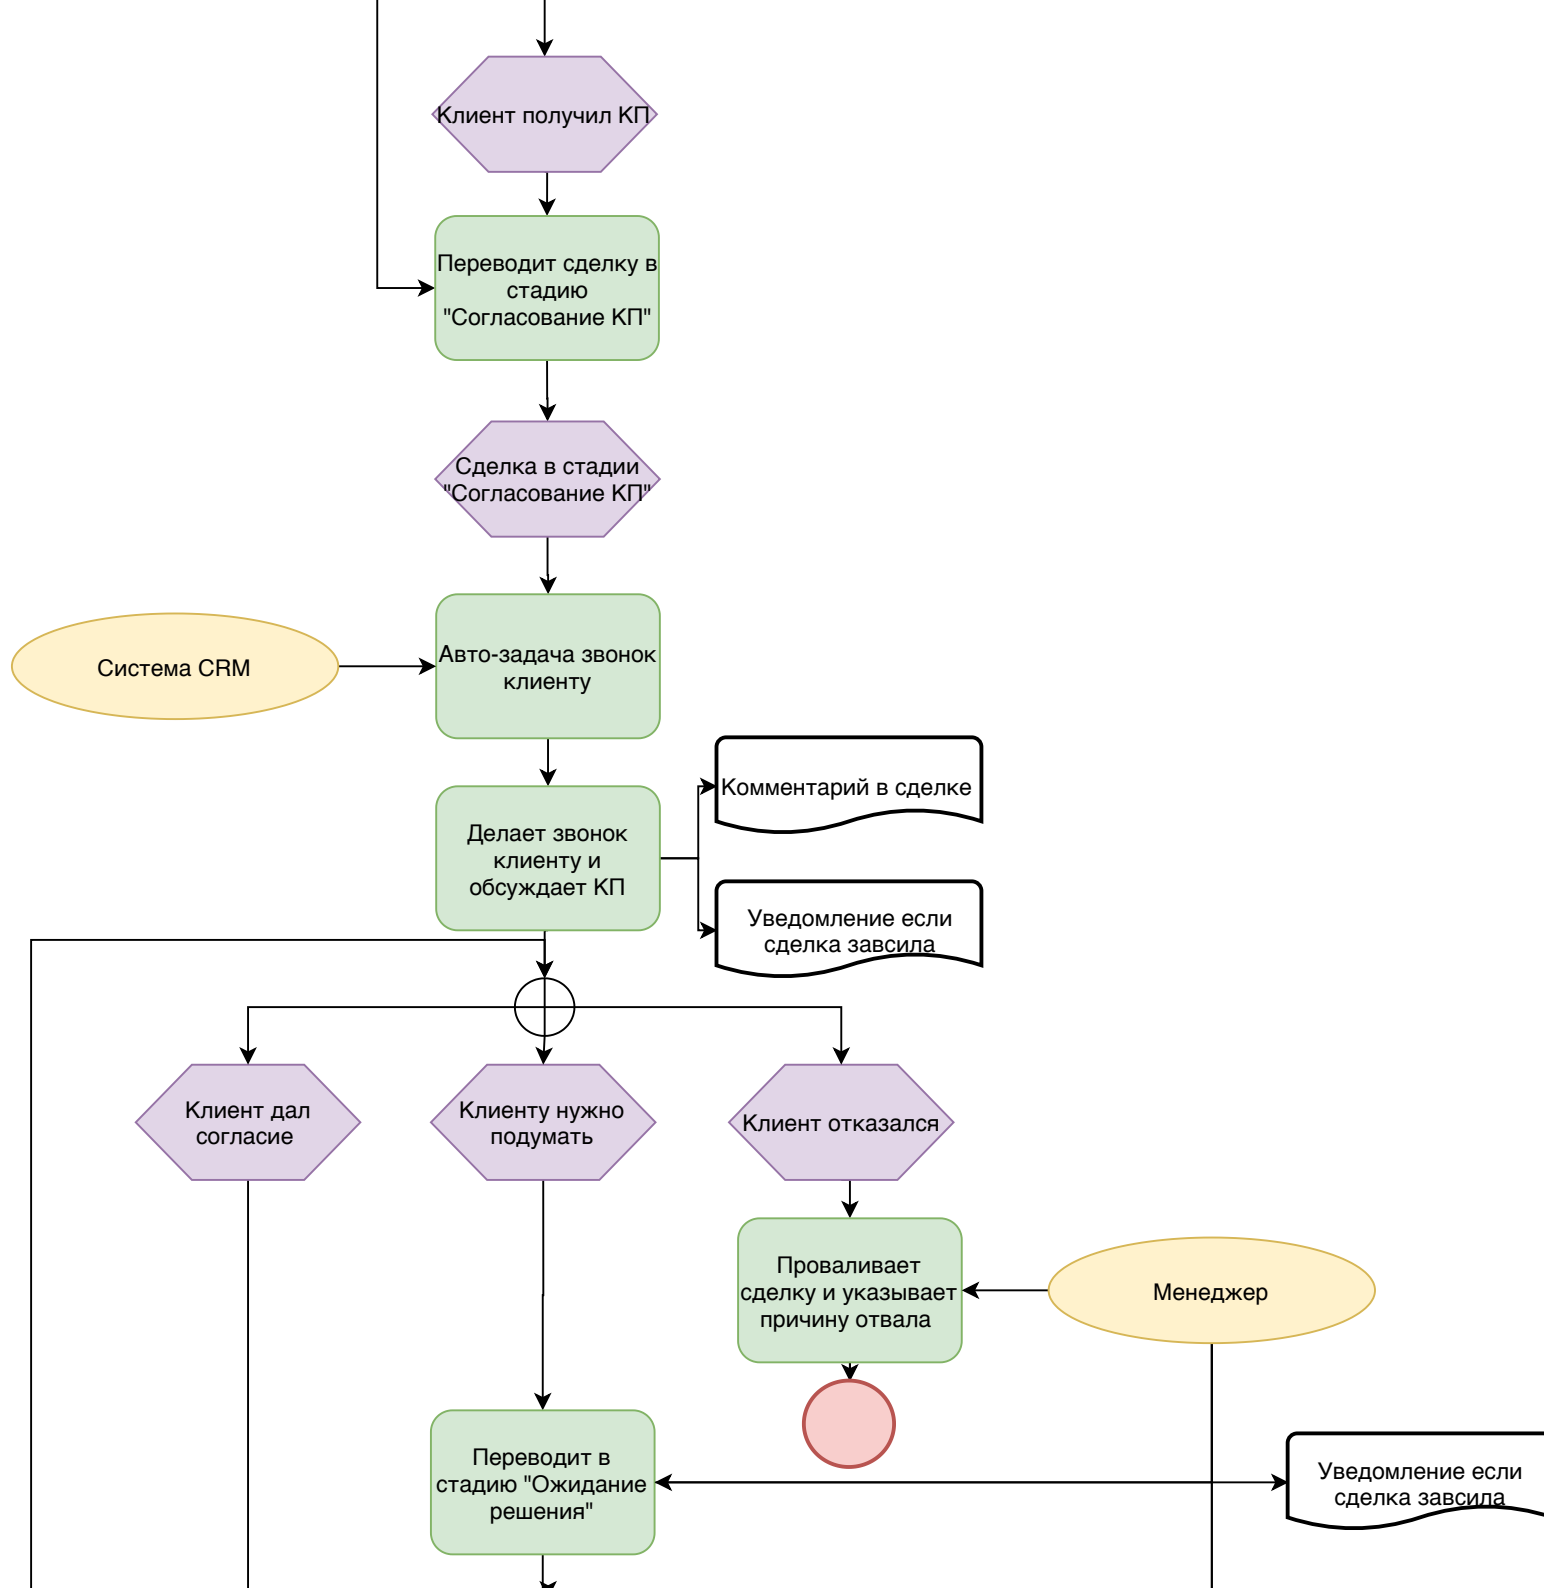 Клиент получил КП
Переводит сделку в
стадию
"Согласование КП"
Сделка в стадии
"Согласование КП"
Система CRM
Авто-задача звонок
клиенту
Комментарий в сделке
Делает звонок
клиенту и
обсуждает КП
Уведомление если
сделка завсила
Клиент дал
согласие
Клиенту нужно
подумать
Клиент отказался
Проваливает
сделку и указывает
причину отвала
Менеджер
Переводит в
стадию "Ожидание
решения"
Уведомление если
сделка завсила